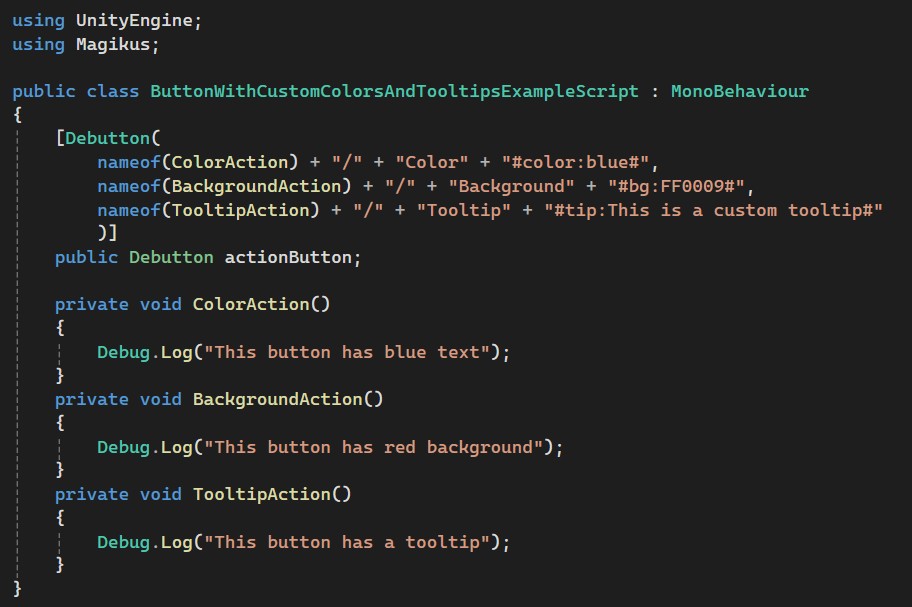 using UnityEngine;
using Magikus;
public class ButtonWithCustomColorsAndTooltipsExampleScript : MonoBehaviour
{
[Debutton(
nameof(ColorAction) + "/" + "Color" + "#color:blue#",
nameof(BackgroundAction) + "/" + "Background" + "#bg:FF0009#",
nameof(TooltipAction) + "/" + "Tooltip" + "#tip:This is a custom tooltip#"
)]
public Debutton actionButton;
private void ColorAction()
{
Debug.Log("This button has blue text");
}
private void BackgroundAction()
{
Debug.Log("This button has red background");
}
private void TooltipAction()
{
Debug.Log("This button has a tooltip");
}
}